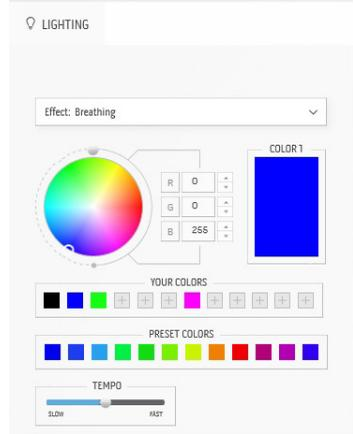 LIGHTING
Effect: Breathing
COLOR 1
R 0
G 0
B 255
YOUR COLORS
PRESET COLORS
TEMPO
SLOW FAST